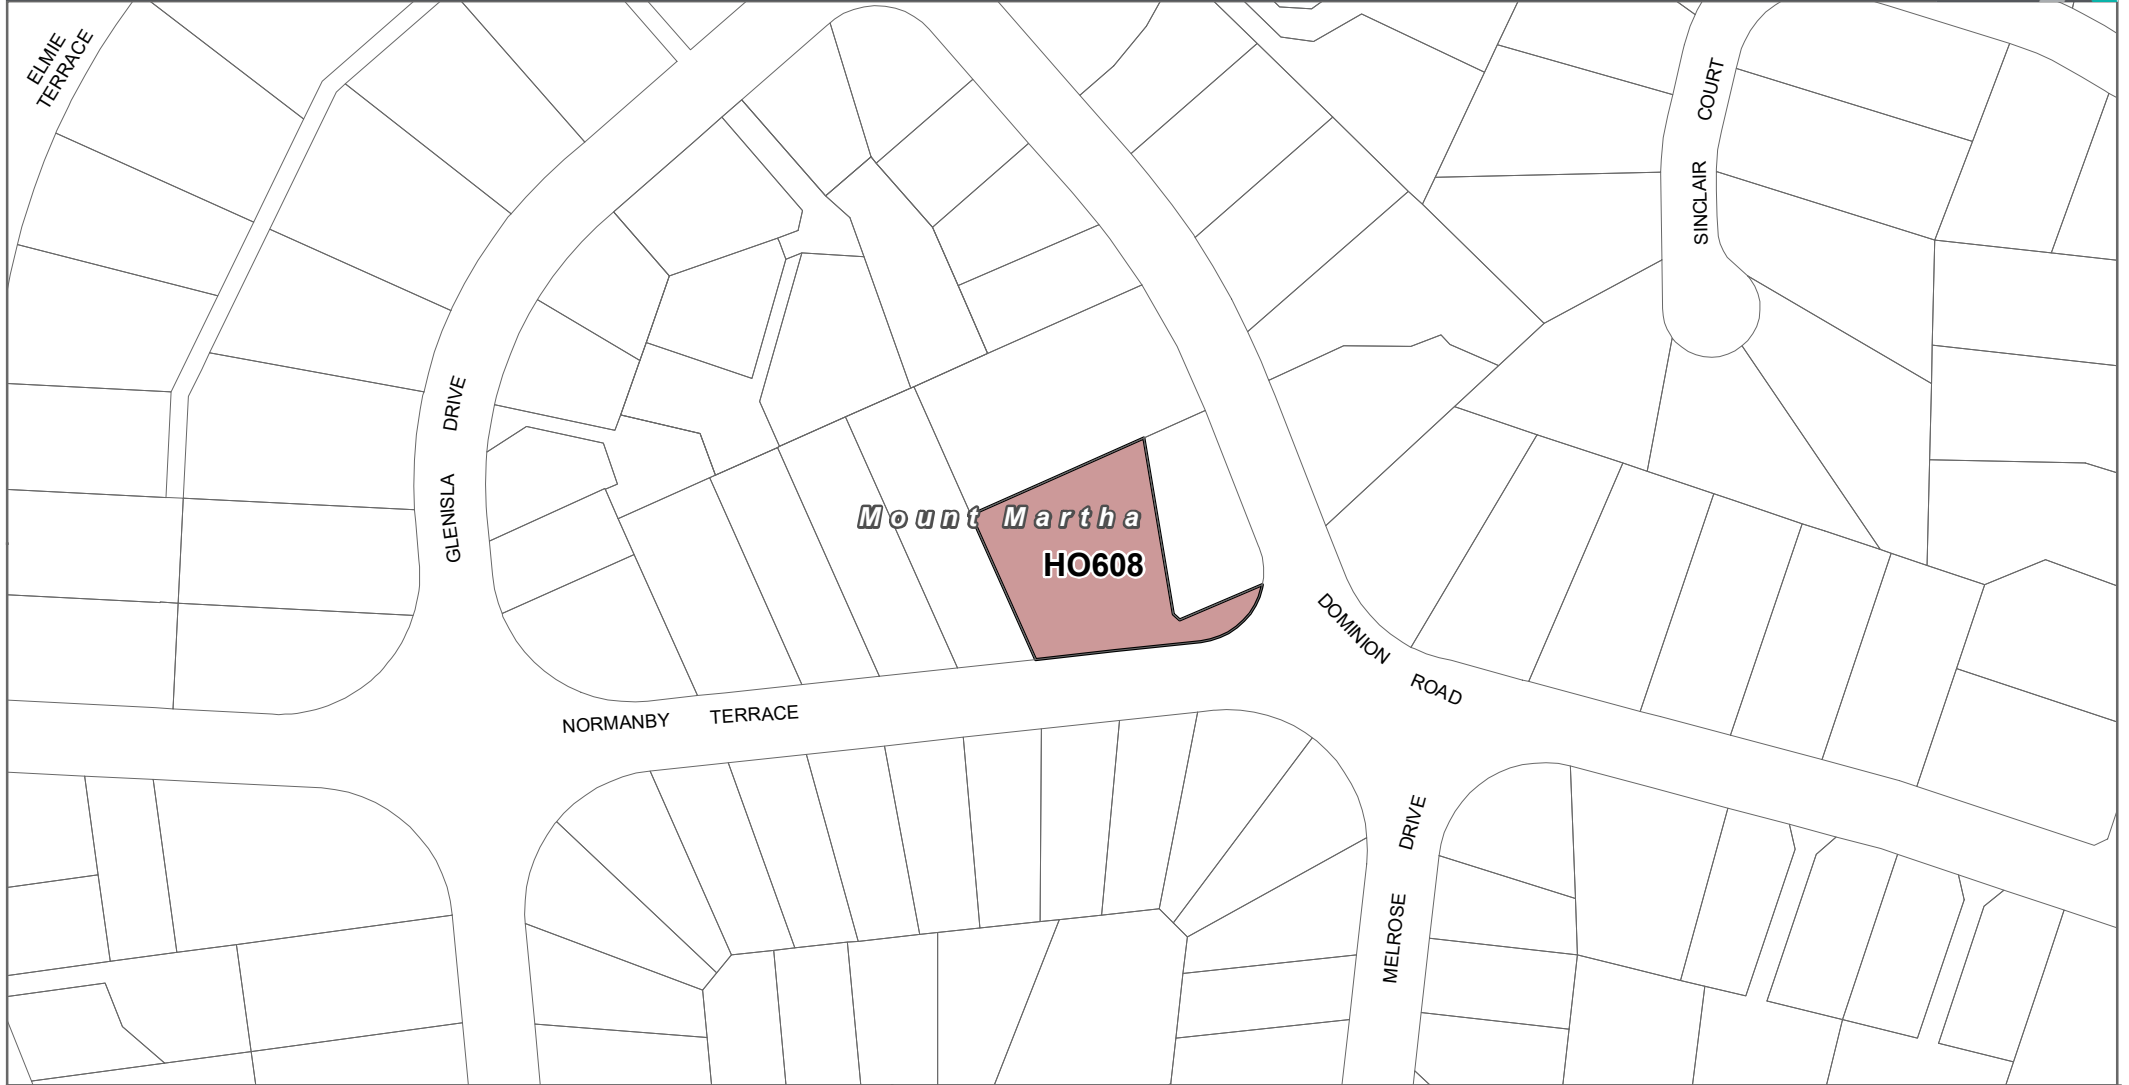 ELMIE
TERRACE
COURT
SINCLAIR
DRIVE
GLENISLA
Mount Martha
HO608
DOMINION
ROAD
NORMANBY TERRACE
DRIVE
MELROSE